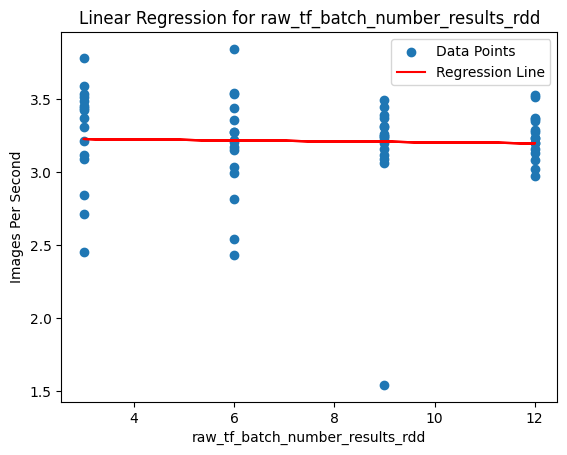 Linear Regression for raw_tf_batch_number_results_rdd
Data Points
Regression Line
Images Per Second
3.5
3.0
2.5
2.0
1.5
4
6
8
10
12
raw_tf_batch_number_results_rdd